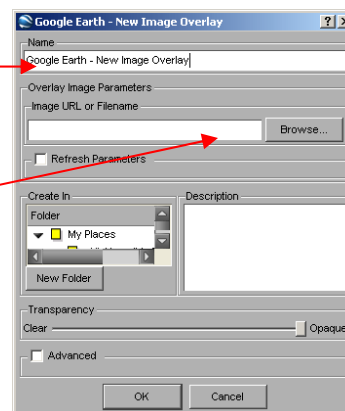 Google Earth - New Image Overlay
Name
Google Earth - New Image Overlay
Overlay Image Parameters
Image URL or Filename
Browse...
Refresh Parameters
Create In
Description
Folder
My Places
New Folder
Transparency
Clear
Opaque
Advanced
OK
Cancel